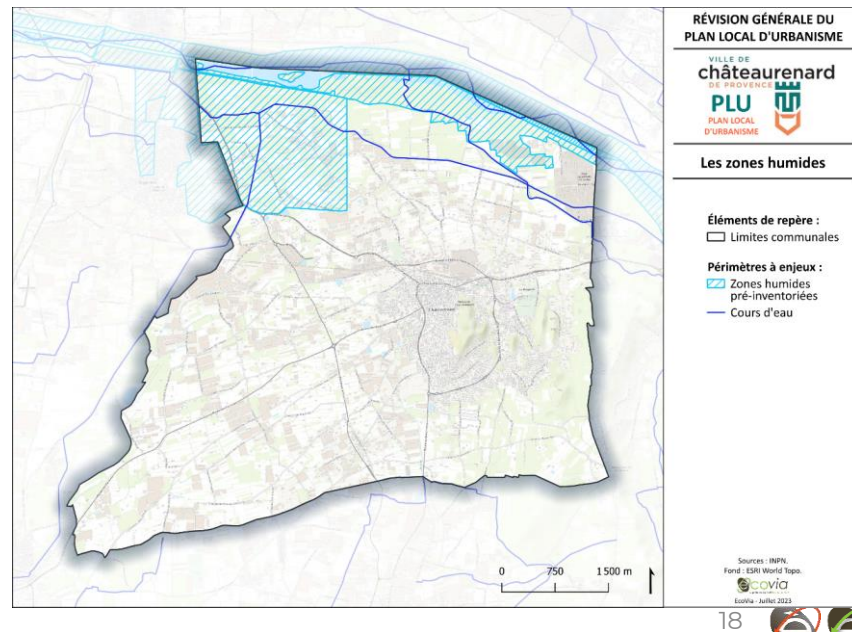 RÉVISION GÉNÉRALE DU
PLAN LOCAL D'URBANISME
VILLE DE
châteaurenard
DE PROVENCE
PLU
PLAN LOCAL
D'URBANISME
Les zones humides
Éléments de repère :
Limites communales
Périmètres à enjeux :
Zones humides
pré-inventoriées
Cours d'eau
0 750 1 500 m
Sources : INPN.
Fond : ESRI World Topo.
écovia
EcoVia - Juillet 2023
18